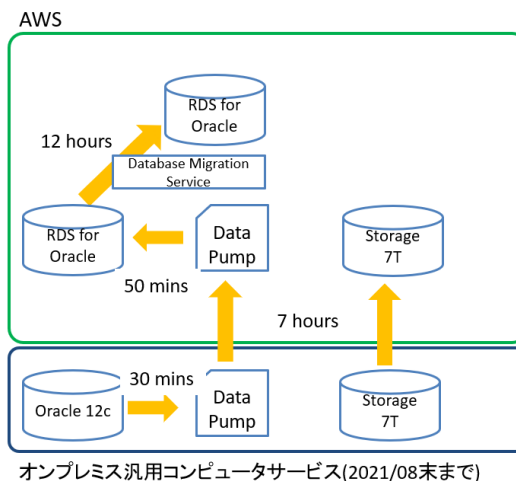 AWS
RDS for
Oracle
12 hours
Database Migration
Service
RDS for
Oracle
Data
Pump
Storage
7T
50 mins
7 hours
30 mins
Oracle 12c
Data
Pump
Storage
7T
オンプレミス汎用コンピュータサービス(2021/08末まで)